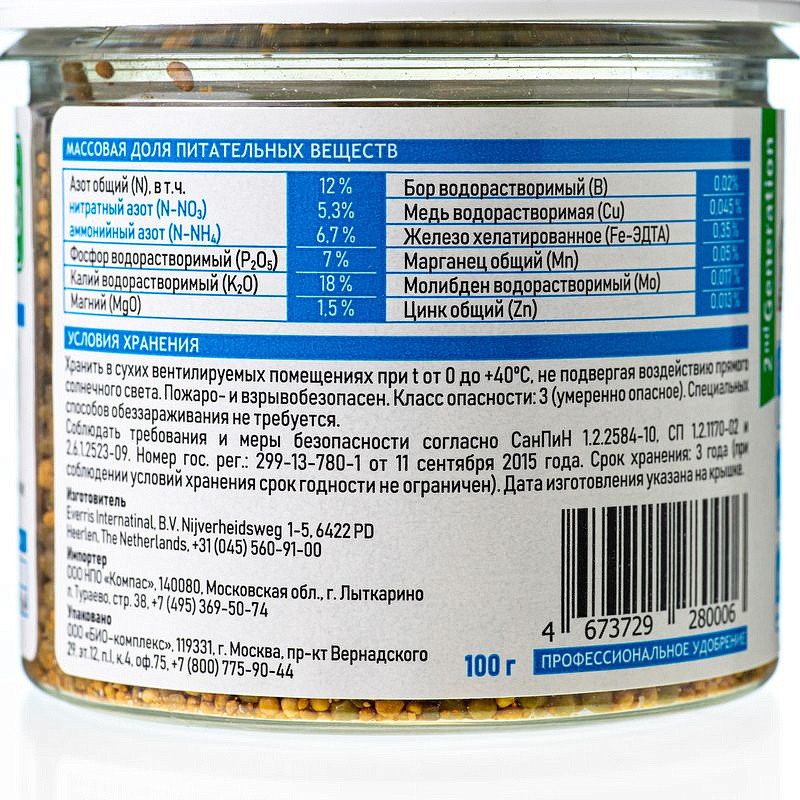 МАССОВАЯ ДОЛЯ ПИТАТЕЛЬНЫХ ВЕЩЕСТВ
Азот общий (N), в т.ч. 12 %
нитратный азот (N-NO₃) 5,3%
аммонийный азот (N-NH₄) 6,7 %
Фосфор водорастворимый (P₂O₅) 7 %
Калий водорастворимый (K₂O) 18 %
Магний (MgO) 1,5 %
Бор водорастворимый (B) 0.02%
Медь водорастворимая (Cu) 0.045 %
Железо хелатированное (Fe-ЭДТА) 0.35%
Марганец общий (Mn) 0.05 %
Молибден водорастворимый (Mo) 0.017%
Цинк общий (Zn) 0.013%
2nd Generation
УСЛОВИЯ ХРАНЕНИЯ
Хранить в сухих вентилируемых помещениях при t от 0 до +40°C, не подвергая воздействию прямого
солнечного света. Пожаро- и взрывобезопасен. Класс опасности: 3 (умеренно опасное). Специальных
способов обеззараживания не требуется.
Соблюдать требования и меры безопасности согласно СанПиН 1.2.2584-10, СП 1.2.1170-02 и
2.6.1.2523-09. Номер гос. рег.: 299-13-780-1 от 11 сентября 2015 года. Срок хранения: 3 года (при
соблюдении условий хранения срок годности не ограничен). Дата изготовления указана на крышке.
Изготовитель
Everris Internatinal, B.V. Nijverheidsweg 1-5, 6422 PD
Heerlen, The Netherlands, +31 (045) 560-91-00
Импортер
ООО НПО «Компас», 140080, Московская обл., г. Лыткарино
п. Тураево, стр. 38, +7 (495) 369-50-74
Упаковано
ООО «БИО-комплекс», 119331, г. Москва, пр-кт Вернадского
29, эт.12, п.I, к.4, оф.75, +7 (800) 775-90-44
100 г
4 673729 280006
ПРОФЕССИОНАЛЬНОЕ УДОБРЕНИЕ